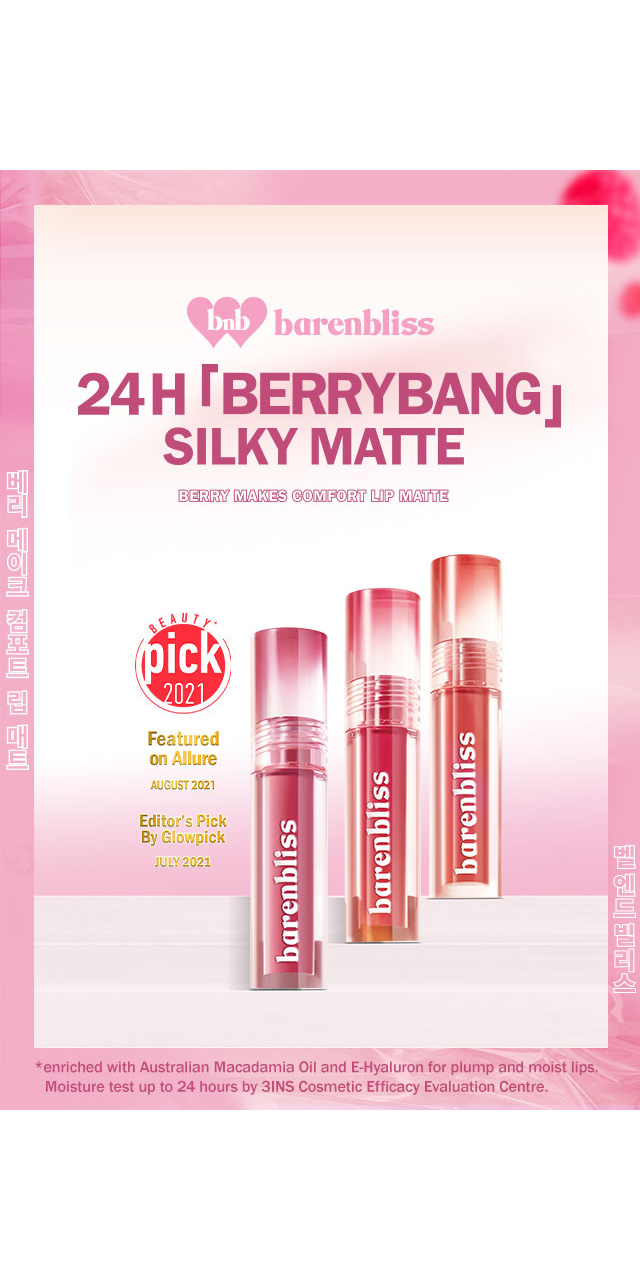 bnb barenbliss
24H「BERRYBANG」
SILKY MATTE
BERRY MAKES COMFORT LIP MATTE
베리 메이크 컴포트 립 매트
BEAUTY+
pick
2021
Featured
on Allure
AUGUST 2021
Editor's Pick
By Glowpick
JULY 2021
barenbliss
barenbliss
barenbliss
벨엔드빌리스
*enriched with Australian Macadamia Oil and E-Hyaluron for plump and moist lips.
Moisture test up to 24 hours by 3INS Cosmetic Efficacy Evaluation Centre.